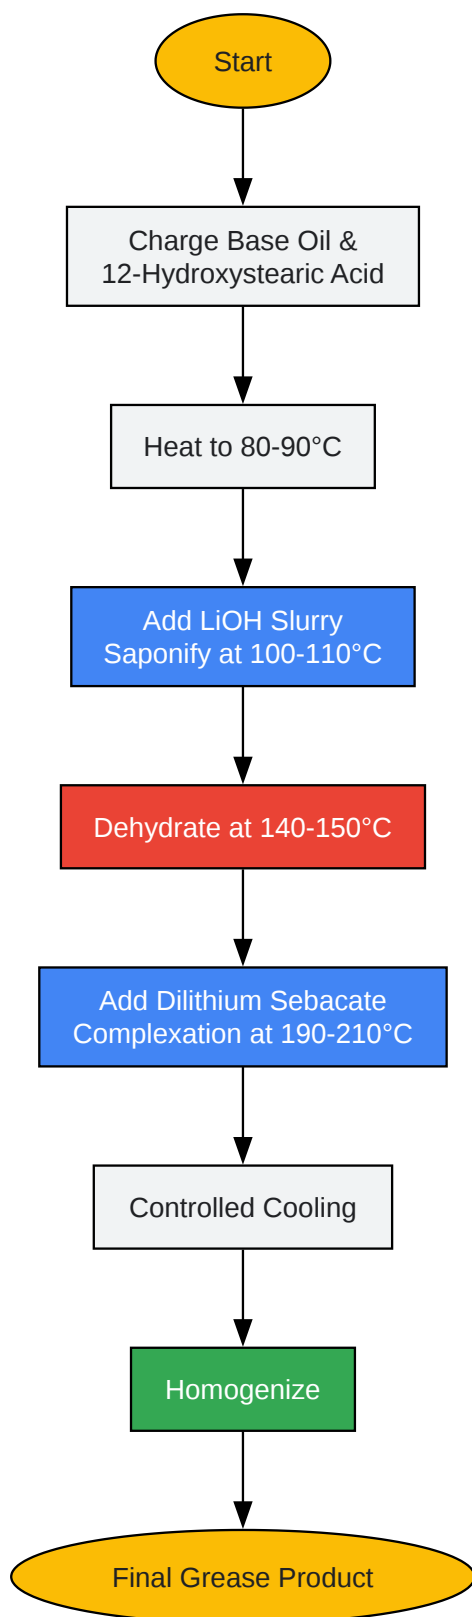 Start
Charge Base Oil &
12-Hydroxystearic Acid
Heat to 80-90°C
Add LiOH Slurry
Saponify at 100-110°C
Dehydrate at 140-150°C
Add Dilithium Sebacate
Complexation at 190-210°C
Controlled Cooling
Homogenize
Final Grease Product